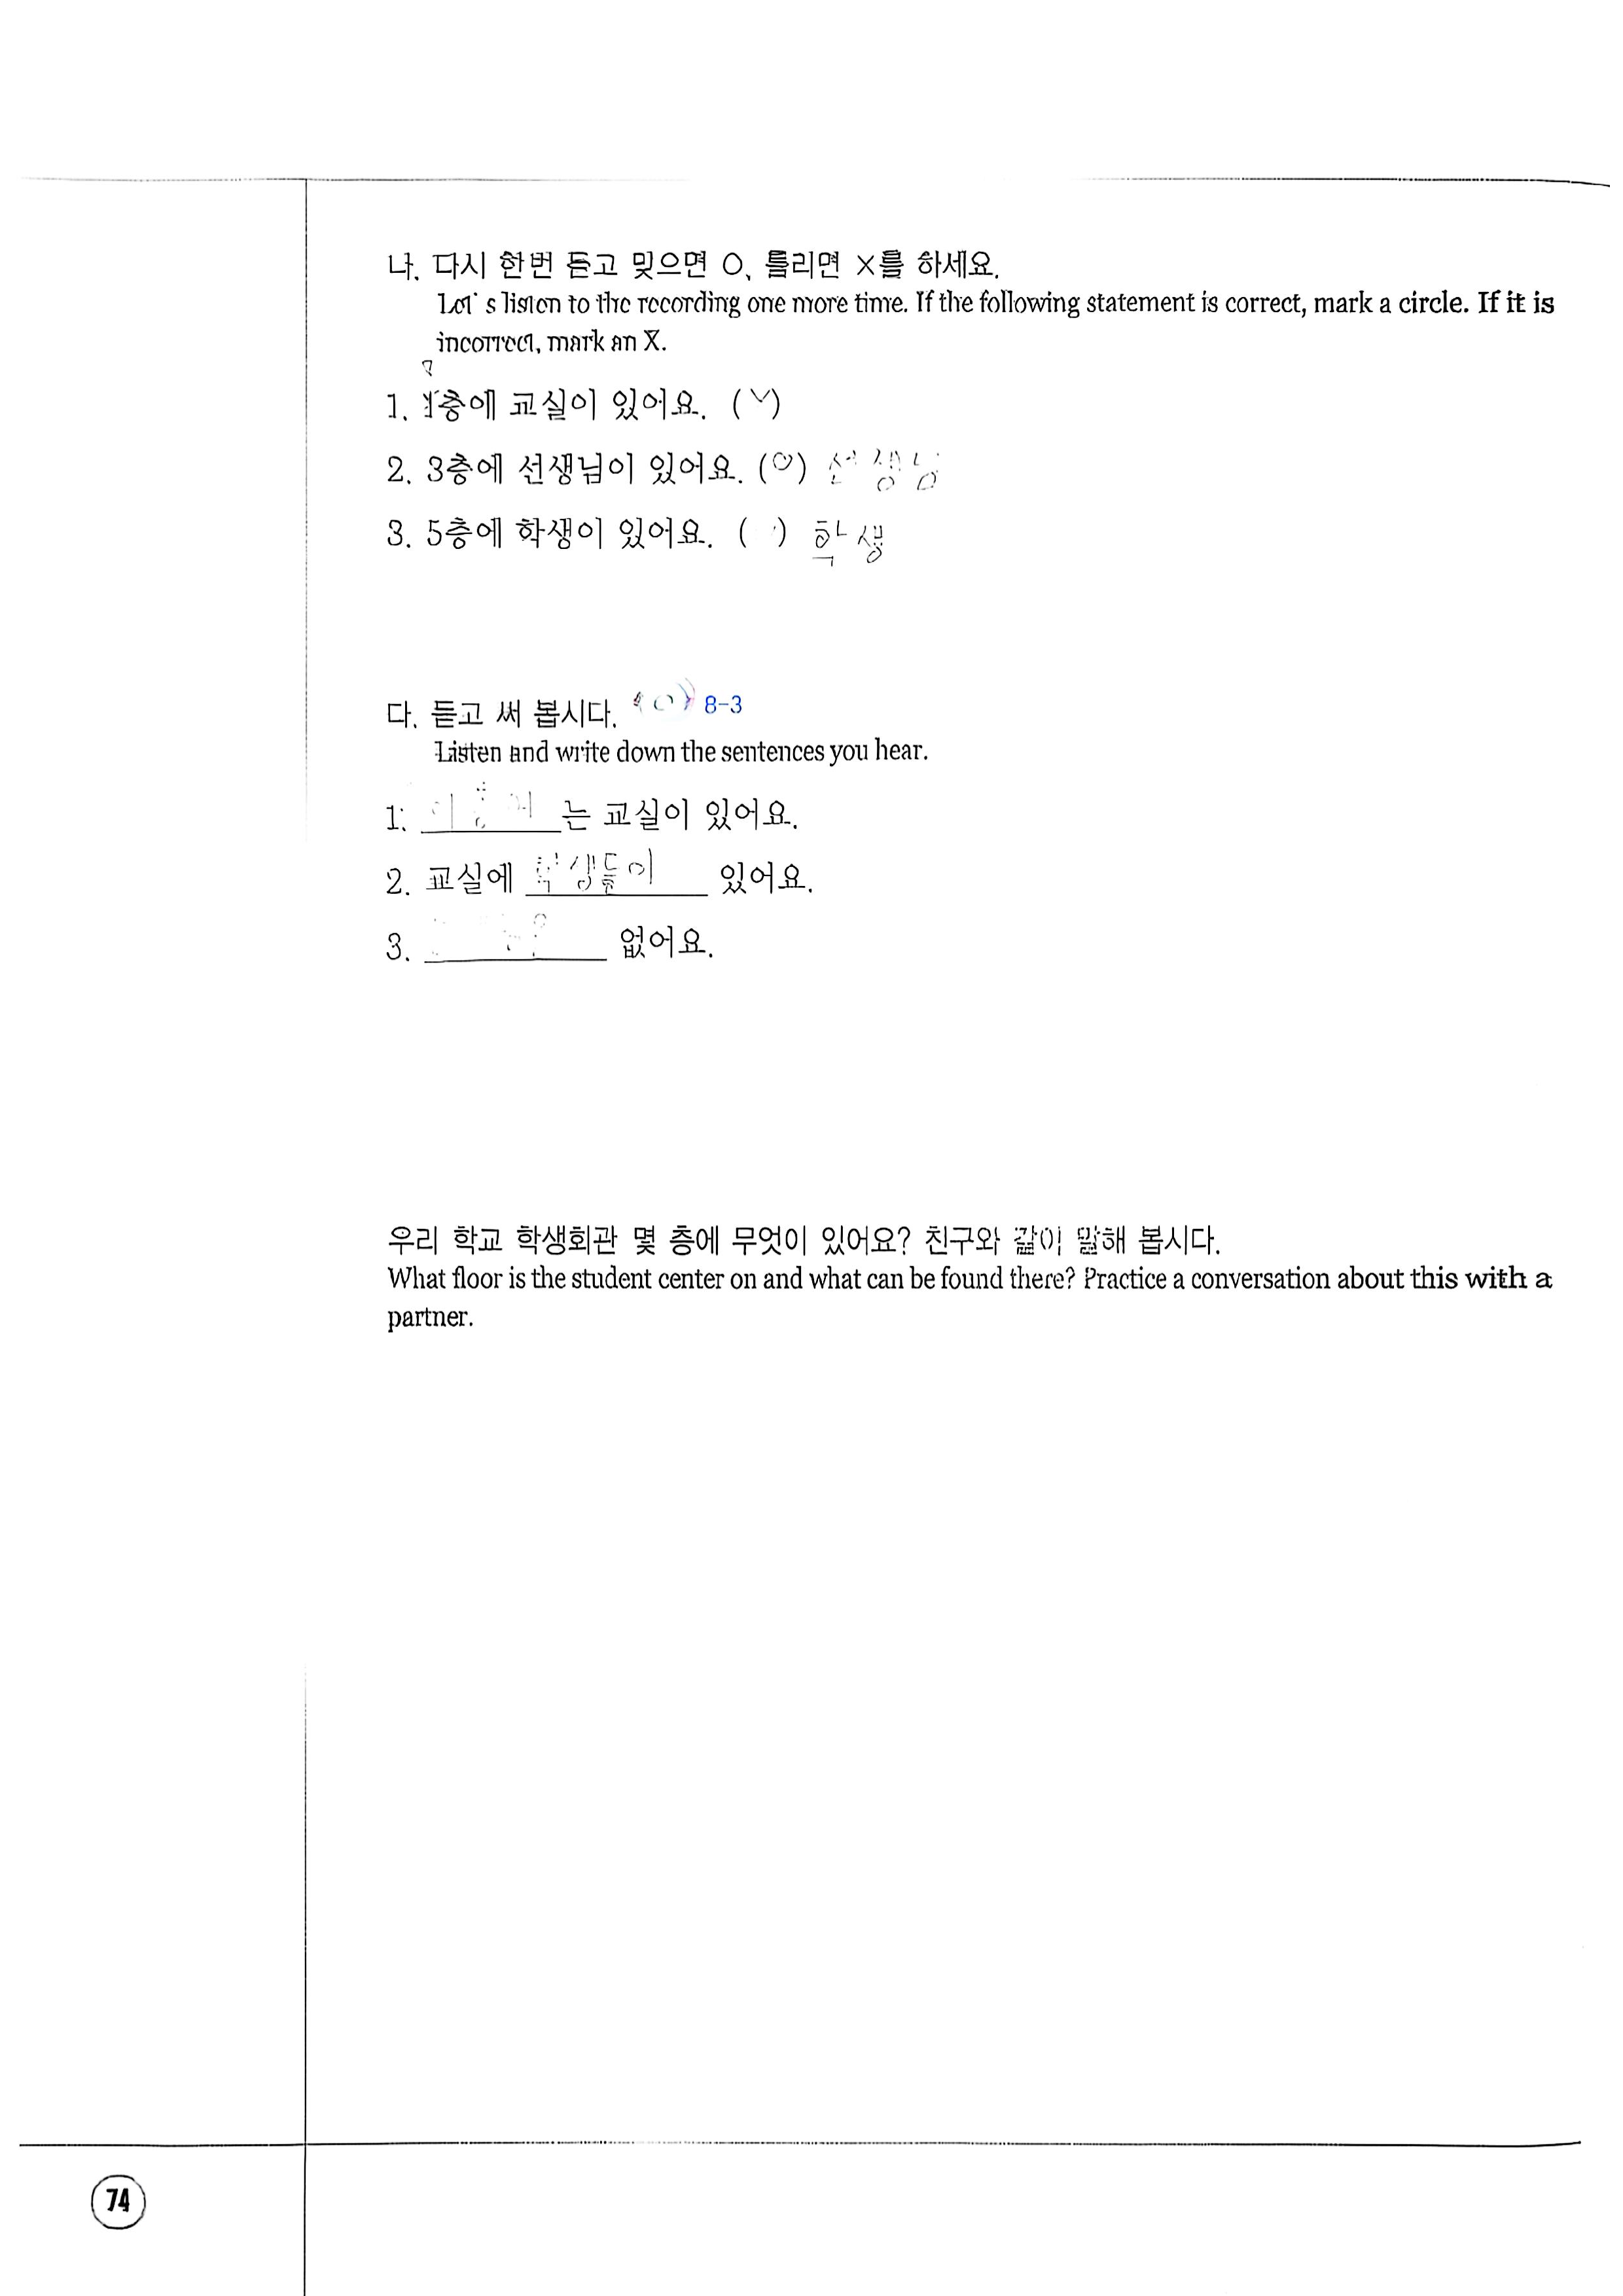 나. 다시 한번 듣고 맞으면 O, 틀리면 X를 하세요.
Let's listen to the recording one more time. If the following statement is correct, mark a circle. If it is
incorrect, mark an X.
1. 1층에 교실이 있어요. ( )
2. 3층에 선생님이 있어요. (O) 선생님
3. 5층에 학생이 있어요. ( ) 학생
다. 듣고 써 봅시다. 8-3
Listen and write down the sentences you hear.
1. 는 교실이 있어요.
2. 교실에 학생들이 있어요.
3. 없어요.
우리 학교 학생회관 몇 층에 무엇이 있어요? 친구와 같이 말해 봅시다.
What floor is the student center on and what can be found there? Practice a conversation about this with a
partner.
74